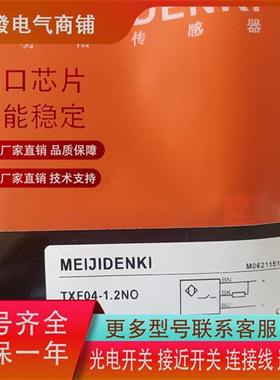 發电气商铺
传感器
IDENKI
口芯片
能稳定
厂家直销 品质保障
厂家直销 技术支持
MEIJIDENKI
M0621151
TXF04-1.2NO
BN
BK
BU
号齐全
保一年
更多型号联系客服
光电开关 接近开关 连接线